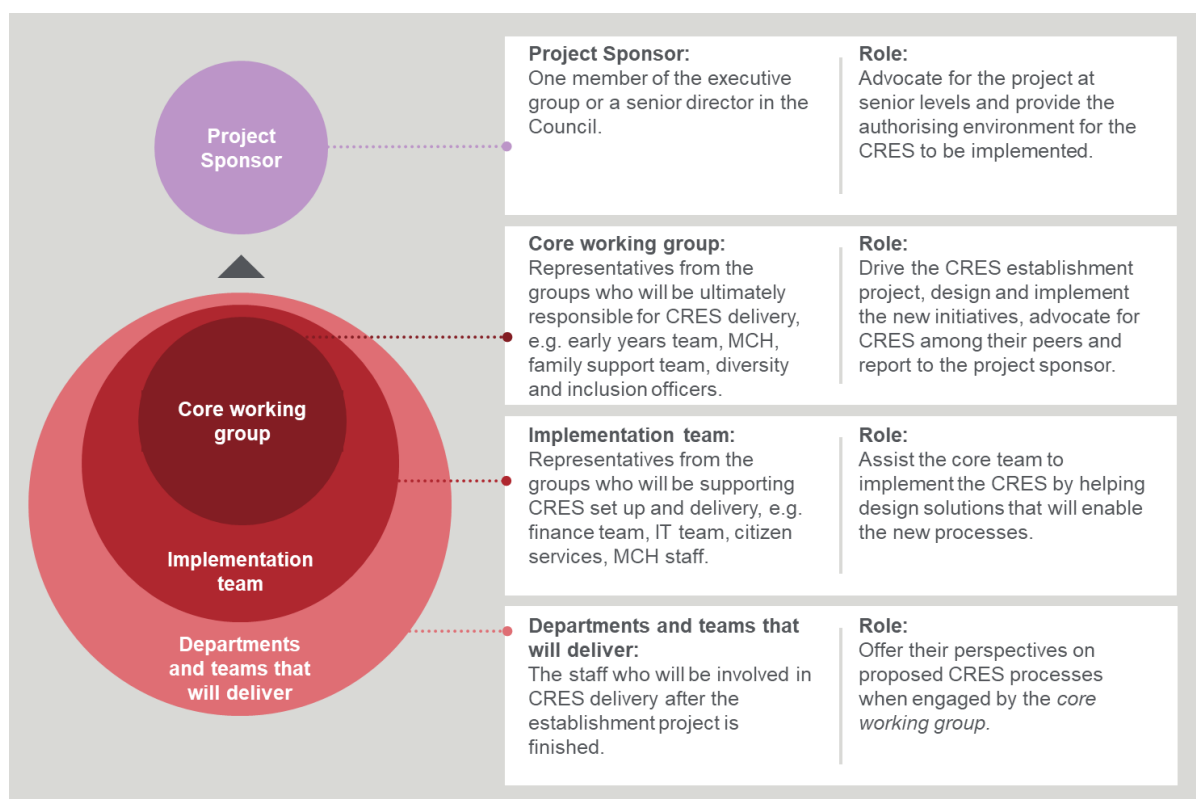 Project
Sponsor
Project Sponsor:
One member of the executive
group or a senior director in the
Council.
Role:
Advocate for the project at
senior levels and provide the
authorising environment for the
CRES to be implemented.
Core working
group
Core working group:
Representatives from the
groups who will be ultimately
responsible for CRES delivery,
e.g. early years team, MCH,
family support team, diversity
and inclusion officers.
Role:
Drive the CRES establishment
project, design and implement
the new initiatives, advocate for
CRES among their peers and
report to the project sponsor.
Implementation
team
Implementation team:
Representatives from the
groups who will be supporting
CRES set up and delivery, e.g.
finance team, IT team, citizen
services, MCH staff.
Role:
Assist the core team to
implement the CRES by helping
design solutions that will enable
the new processes.
Departments
and teams that
will deliver
Departments and teams that
will deliver:
The staff who will be involved in
CRES delivery after the
establishment project is
finished.
Role:
Offer their perspectives on
proposed CRES processes
when engaged by the core
working group.